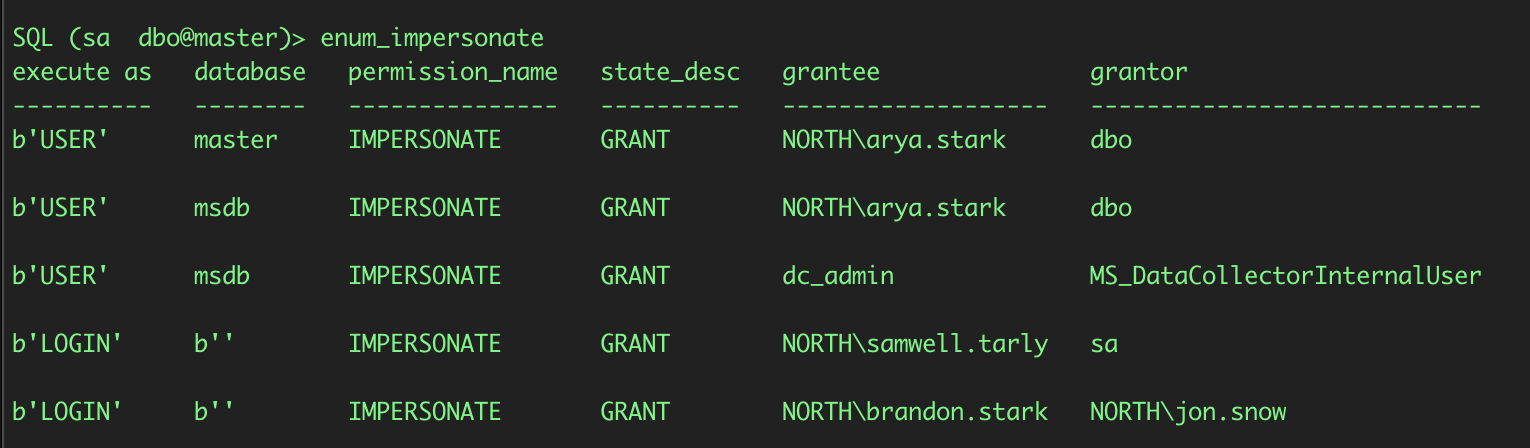 SQL (sa  dbo@master)> enum_impersonate
execute as   database   permission_name   state_desc   grantee               grantor
----------   --------   ---------------   ----------   -------------------   ----------------------------
b'USER'      master     IMPERSONATE       GRANT        NORTH\arya.stark      dbo
b'USER'      msdb       IMPERSONATE       GRANT        NORTH\arya.stark      dbo
b'USER'      msdb       IMPERSONATE       GRANT        dc_admin              MS_DataCollectorInternalUser
b'LOGIN'     b''        IMPERSONATE       GRANT        NORTH\samwell.tarly   sa
b'LOGIN'     b''        IMPERSONATE       GRANT        NORTH\brandon.stark   NORTH\jon.snow